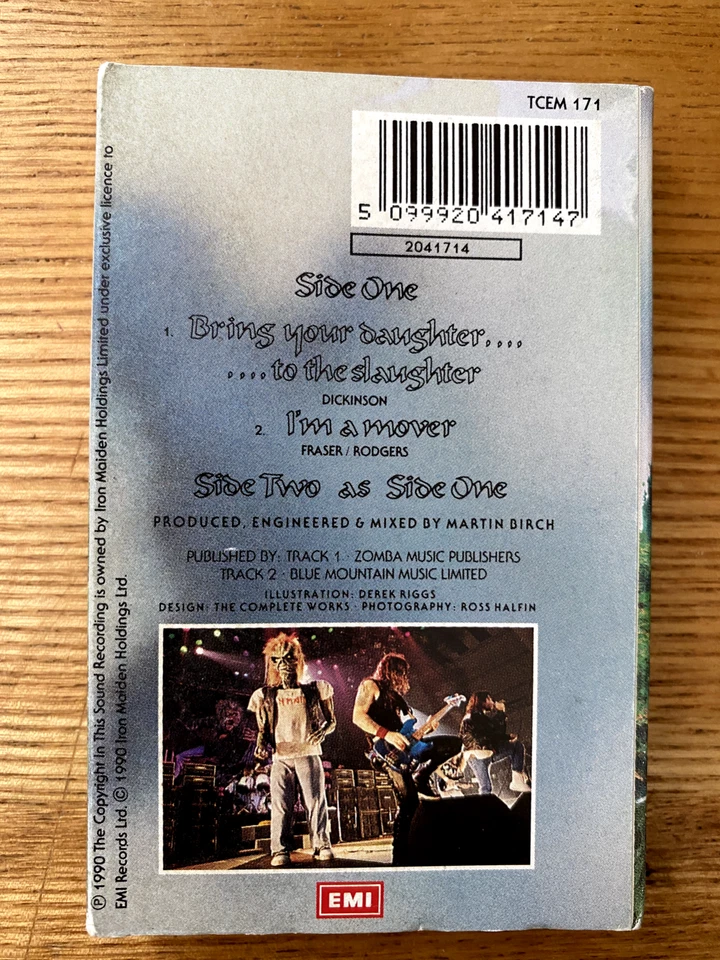 TCEM 171
5 099920 417147
2041714
Side One
1. Bring your daughter....
....to the slaughter
DICKINSON
2. I'm a mover
FRASER / RODGERS
Side Two as Side One
PRODUCED, ENGINEERED & MIXED BY MARTIN BIRCH
PUBLISHED BY: TRACK 1 · ZOMBA MUSIC PUBLISHERS
TRACK 2 · BLUE MOUNTAIN MUSIC LIMITED
ILLUSTRATION: DEREK RIGGS
DESIGN: THE COMPLETE WORKS · PHOTOGRAPHY: ROSS HALFIN
EMI
℗ 1990 The Copyright in This Sound Recording is owned by Iron Maiden Holdings Limited under exclusive licence to
EMI Records Ltd. © 1990 Iron Maiden Holdings Ltd.